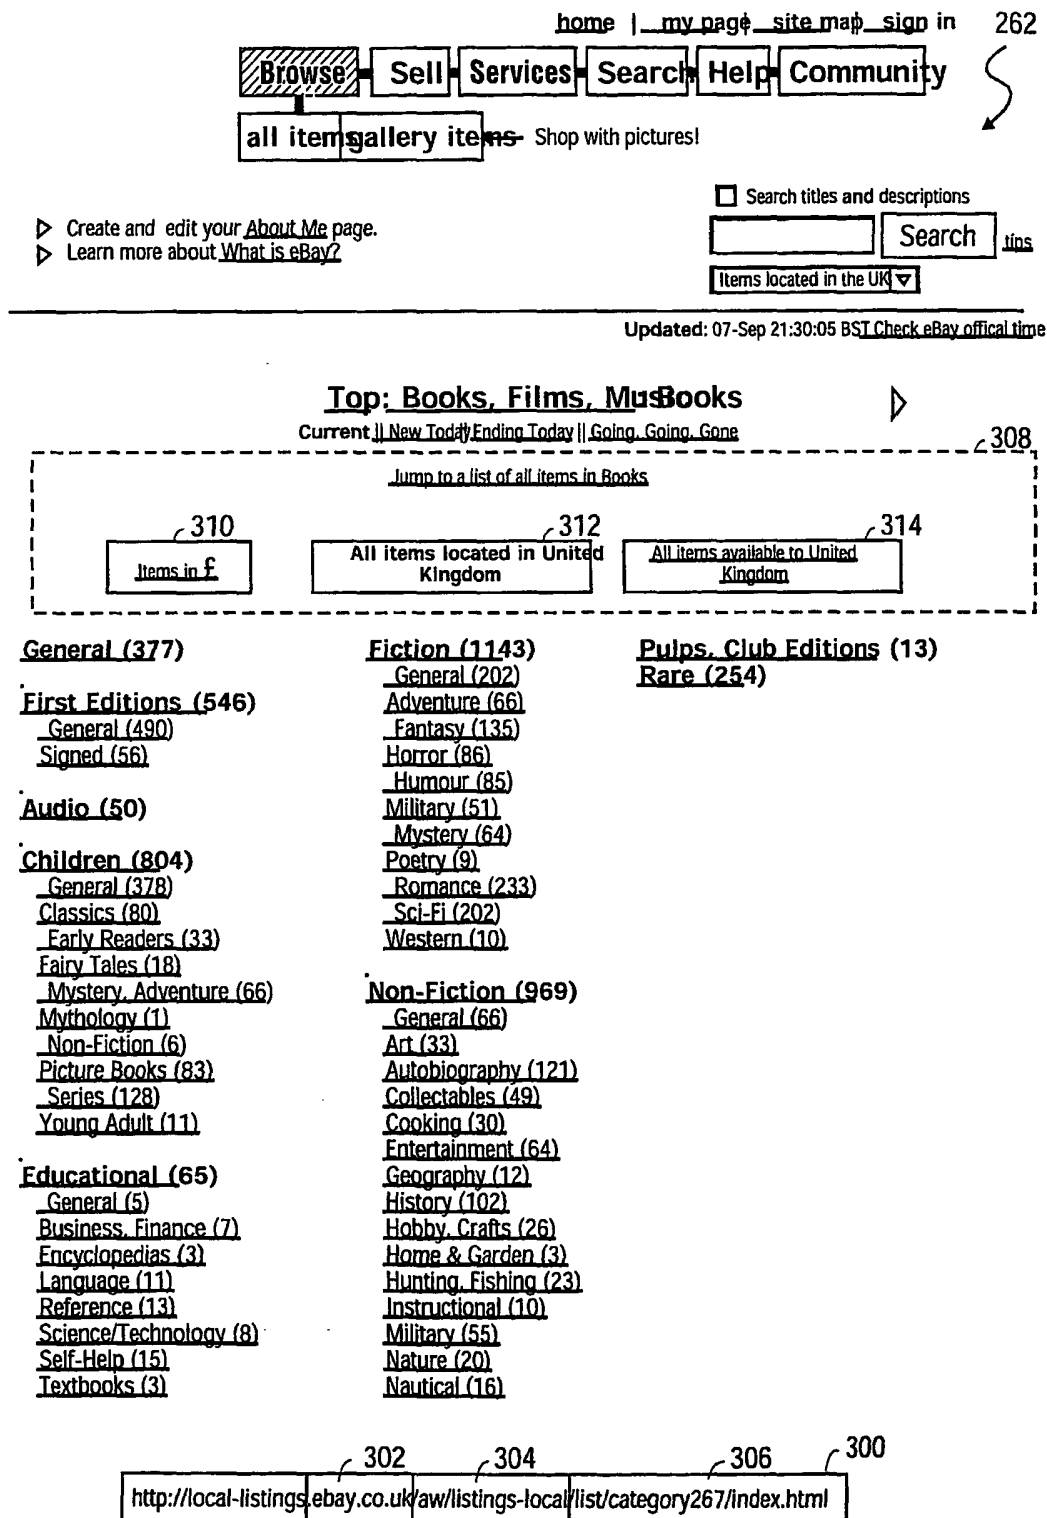 home | my page site map sign in 262
Browse Sell Services Search Help Community
all items gallery items Shop with pictures!
Search titles and descriptions
Create and edit your About Me page.
Learn more about What is eBay?
Search tips
Items located in the UK
Updated: 07-Sep 21:30:05 BST Check eBay offical time
Top: Books, Films, Music: Books
Current || New Today || Ending Today || Going, Going, Gone
308
Jump to a list of all items in Books
310 312 314
Items in £
All items located in United
Kingdom
All items available to United
Kingdom
General (377)
First Editions (546)
General (490)
Signed (56)
Audio (50)
Children (804)
General (378)
Classics (80)
Early Readers (33)
Fairy Tales (18)
Mystery, Adventure (66)
Mythology (1)
Non-Fiction (6)
Picture Books (83)
Series (128)
Young Adult (11)
Educational (65)
General (5)
Business, Finance (7)
Encyclopedias (3)
Language (11)
Reference (13)
Science/Technology (8)
Self-Help (15)
Textbooks (3)
Fiction (1143)
General (202)
Adventure (66)
Fantasy (135)
Horror (86)
Humour (85)
Military (51)
Mystery (64)
Poetry (9)
Romance (233)
Sci-Fi (202)
Western (10)
Non-Fiction (969)
General (66)
Art (33)
Autobiography (121)
Collectables (49)
Cooking (30)
Entertainment (64)
Geography (12)
History (102)
Hobby, Crafts (26)
Home & Garden (3)
Hunting, Fishing (23)
Instructional (10)
Military (55)
Nature (20)
Nautical (16)
Pulps, Club Editions (13)
Rare (254)
302 304 306 300
http://local-listings.ebay.co.uk/aw/listings-local/list/category267/index.html